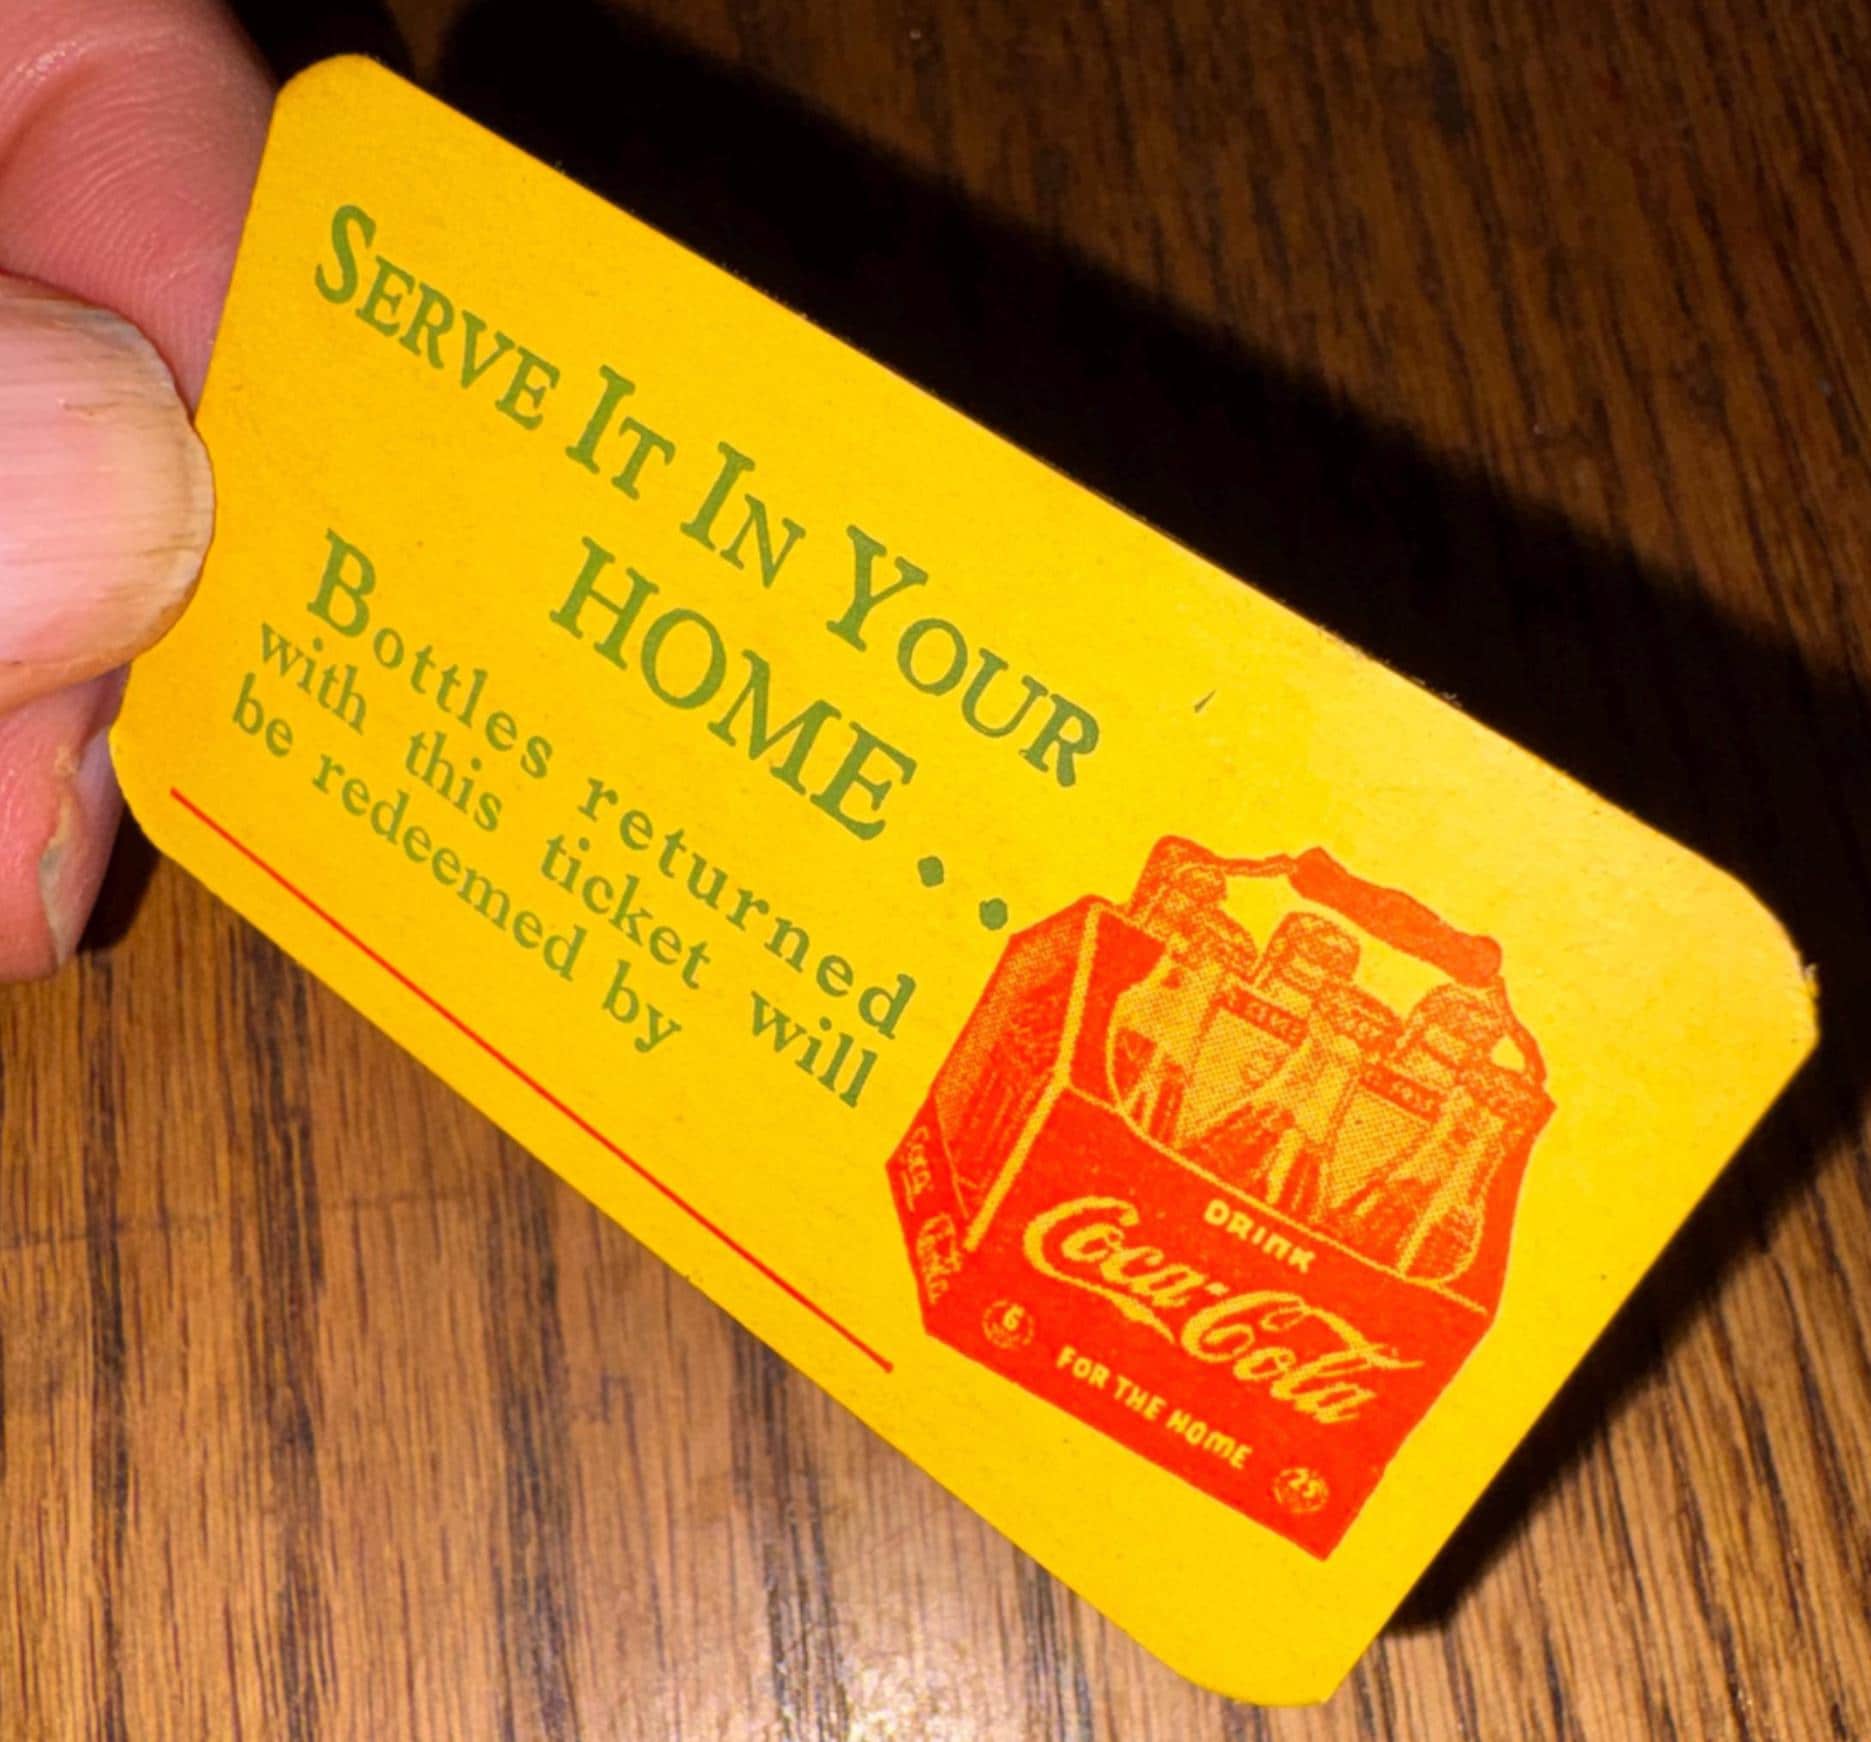 SERVE IT IN YOUR
HOME . .
Bottles returned
with this ticket will
be redeemed by
DRINK
Coca-Cola
6
FOR THE HOME
25
Coca